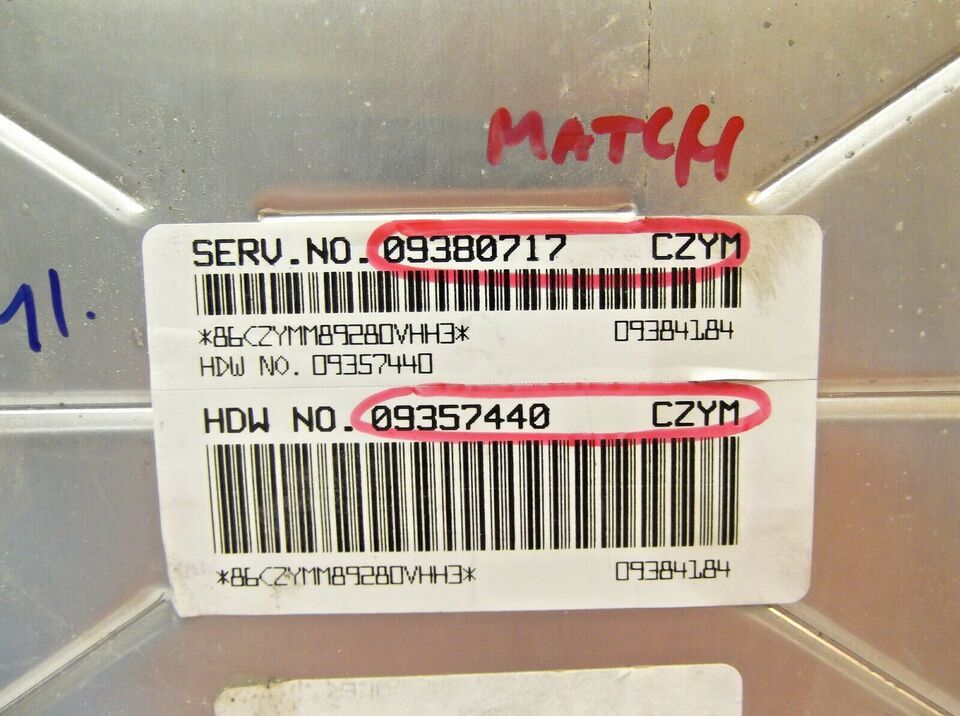 MATCH
SERV.NO. 09380717 CZYM
*86CZYMM89280VHH3* 09384184
HDW NO. 09357440
HDW NO. 09357440 CZYM
*86CZYMM89280VHH3* 09384184